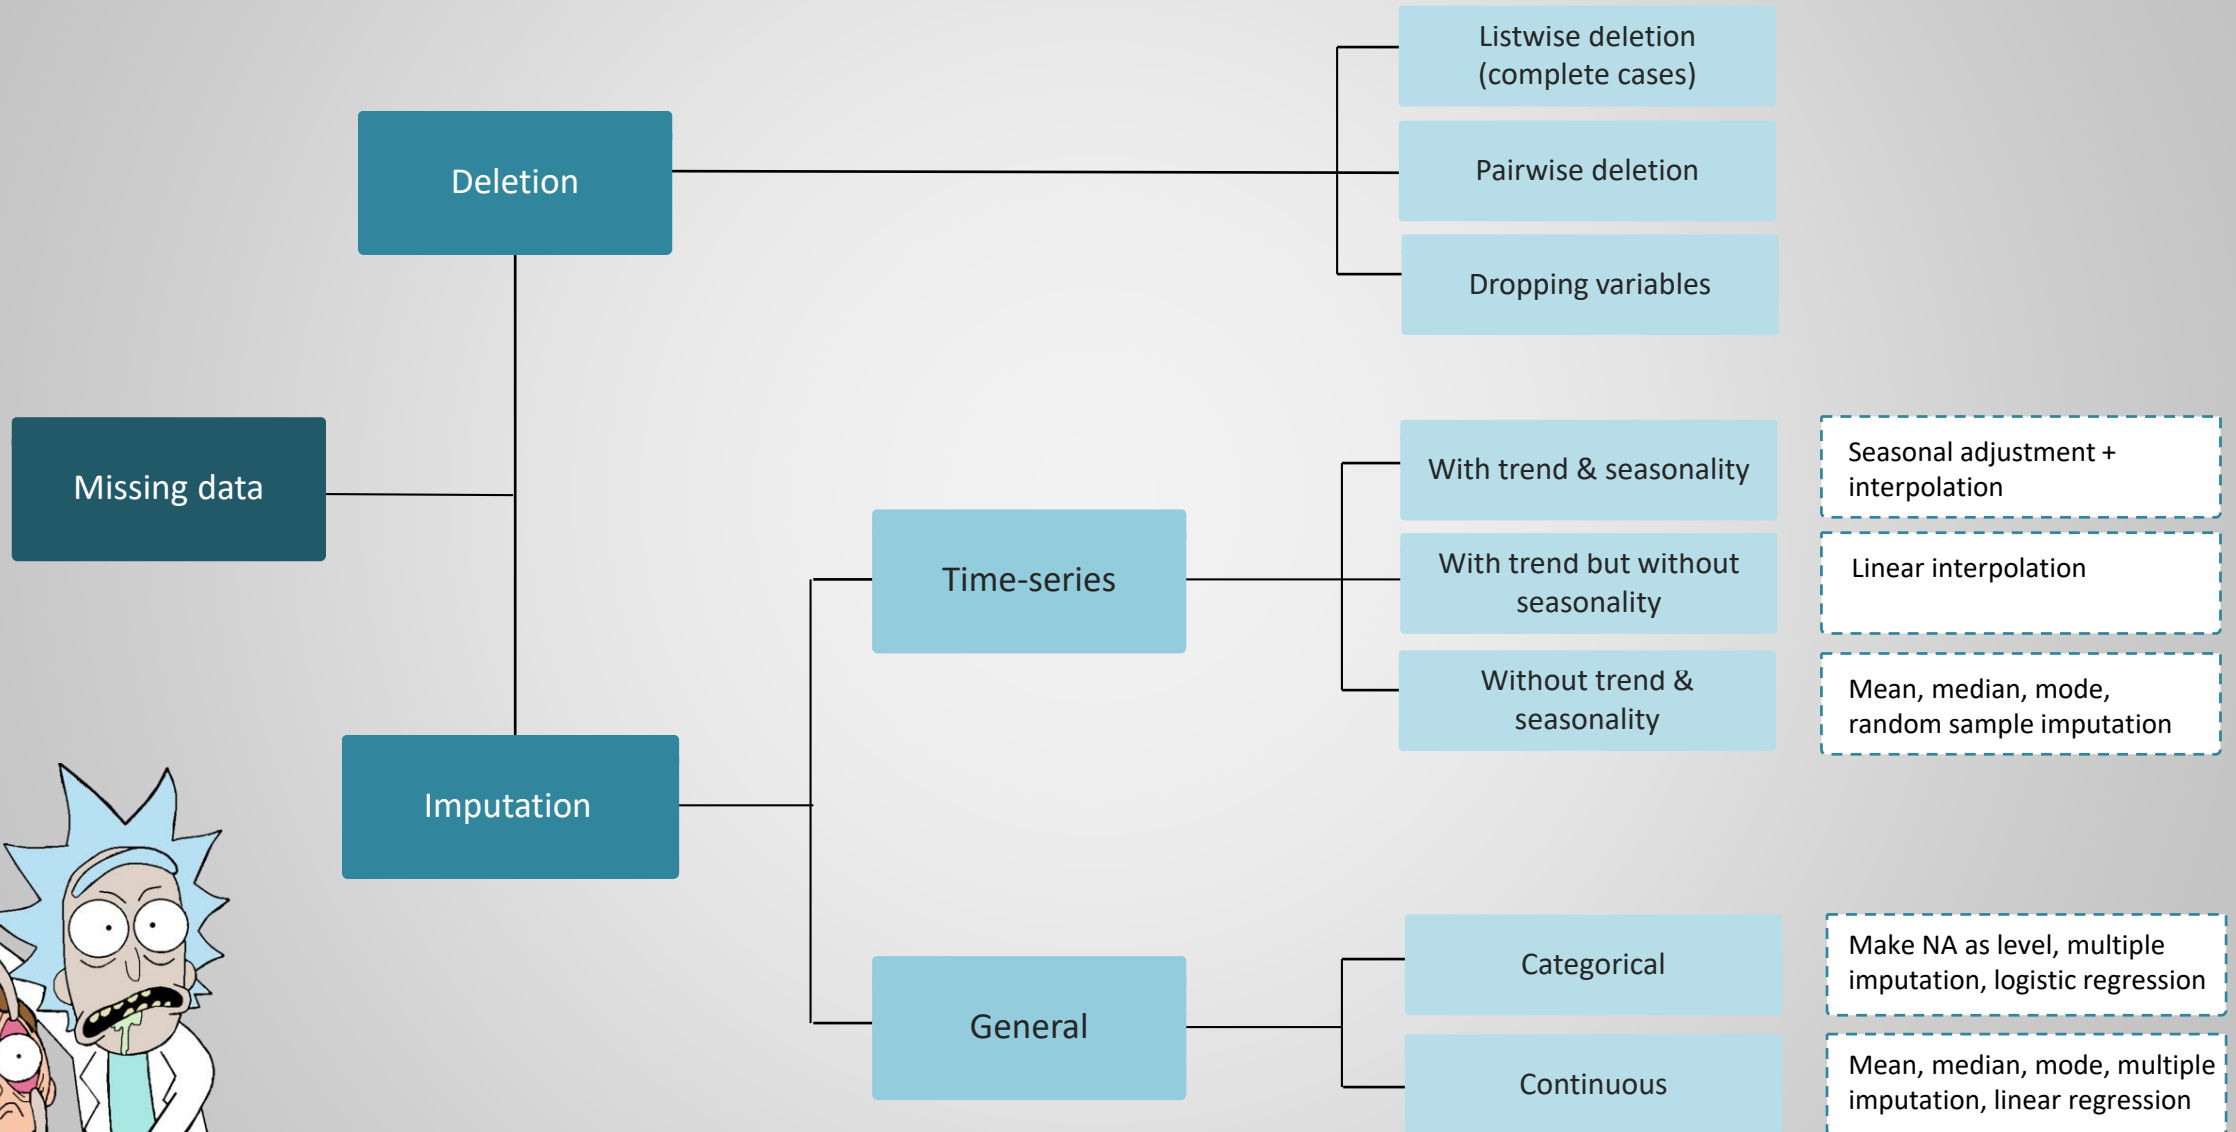 Listwise deletion
(complete cases)
Deletion
Pairwise deletion
Dropping variables
Missing data
With trend & seasonality
Seasonal adjustment +
interpolation
Time-series
With trend but without
seasonality
Linear interpolation
Without trend &
seasonality
Mean, median, mode,
random sample imputation
Imputation
Categorical
Make NA as level, multiple
imputation, logistic regression
General
Continuous
Mean, median, mode, multiple
imputation, linear regression